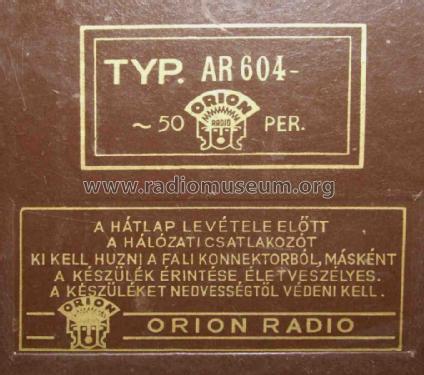 TYP. AR 604-
ORION
RADIO
~ 50 PER.
www.radiomuseum.org
A HÁTLAP LEVÉTELE ELŐTT
A HÁLÓZATI CSATLAKOZÓT
KI KELL HUZNI A FALI KONNEKTORBÓL, MÁSKÉNT
A KÉSZÜLÉK ÉRINTÉSE, ÉLETVESZÉLYES.
A KÉSZÜLÉKET NEDVESSÉGTŐL VÉDENI KELL.
ORION
ORION RADIO